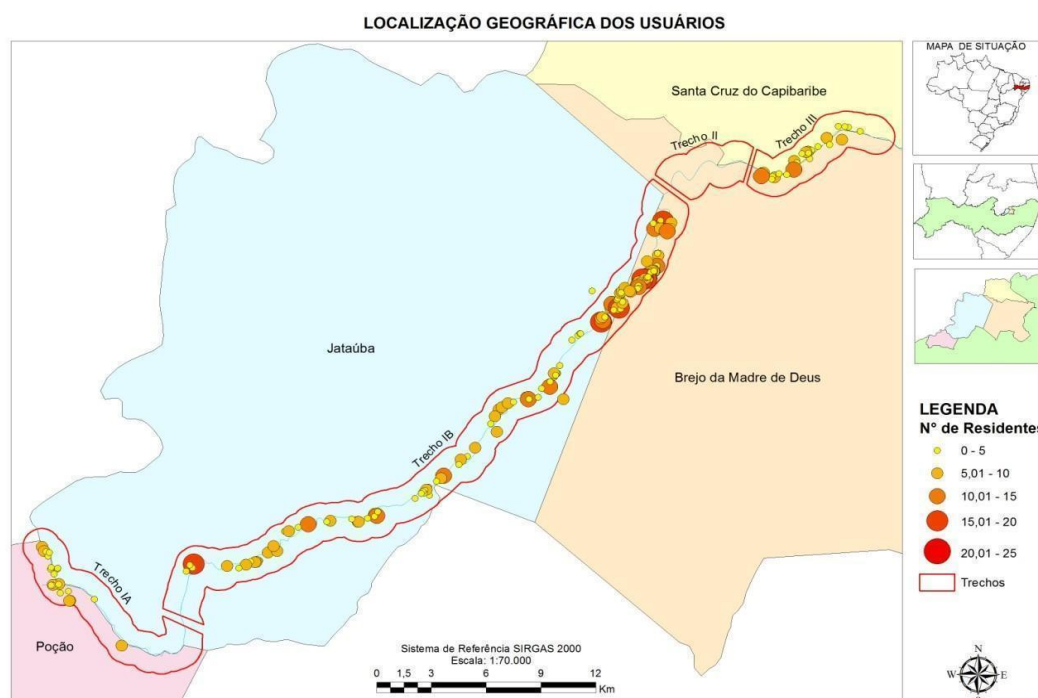 LOCALIZAÇÃO GEOGRÁFICA DOS USUÁRIOS
MAPA DE SITUAÇÃO
Santa Cruz do Capibaribe
Trecho III
Trecho II
Jataúba
Brejo da Madre de Deus
Trecho IB
Trecho IA
Poção
LEGENDA
Nº de Residentes
0 - 5
5,01 - 10
10,01 - 15
15,01 - 20
20,01 - 25
Trechos
Sistema de Referência SIRGAS 2000
Escala: 1:70.000
0 1,5 3 6 9 12
Km
N
W E
S